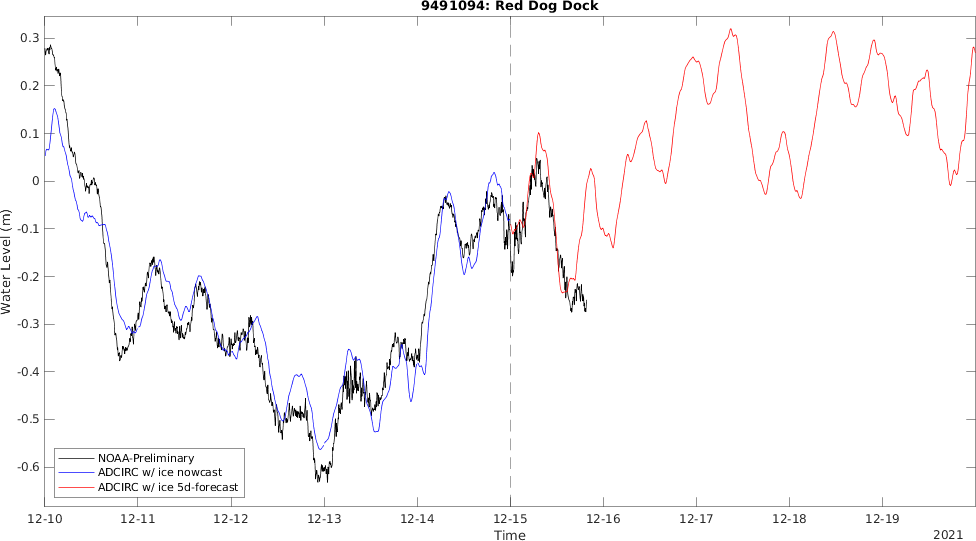 9491094: Red Dog Dock
0.3
0.2
0.1
0
-0.1
-0.2
-0.3
-0.4
-0.5
-0.6
Water Level (m)
NOAA-Preliminary
ADCIRC w/ ice nowcast
ADCIRC w/ ice 5d-forecast
12-10 12-11 12-12 12-13 12-14 12-15 12-16 12-17 12-18 12-19
Time
2021